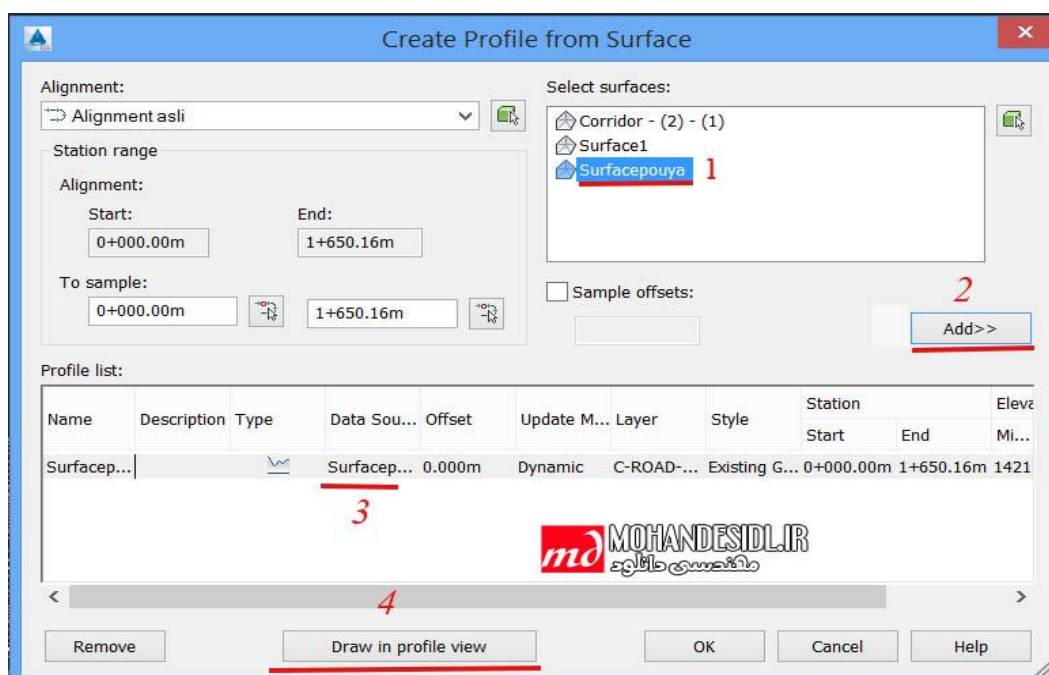 Create Profile from Surface
Alignment:
Alignment asli
Station range
Alignment:
Start:
End:
0+000.00m
1+650.16m
To sample:
0+000.00m
1+650.16m
Select surfaces:
Corridor - (2) - (1)
Surface1
Surfacepouya 1
Sample offsets:
2
Add>>
Profile list:
Name Description Type Data Sou... Offset Update M... Layer Style Station Eleva
Start End Mi...
Surfacep... Surfacep... 0.000m Dynamic C-ROAD-... Existing G... 0+000.00m 1+650.16m 1421
3
md MOHANDESIDL.IR
مهندسی دانلود
4
Remove
Draw in profile view
OK
Cancel
Help